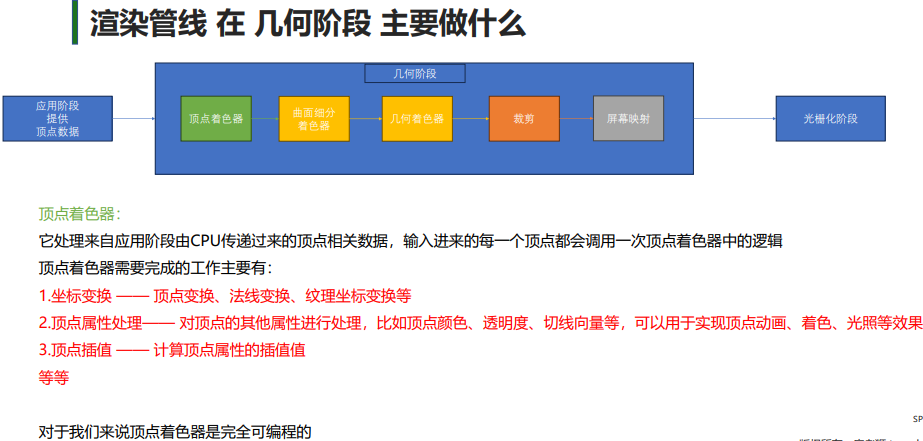 渲染管线 在 几何阶段 主要做什么
几何阶段
应用阶段
提供
顶点数据
顶点着色器
曲面细分
着色器
几何着色器
裁剪
屏幕映射
光栅化阶段
顶点着色器：
它处理来自应用阶段由CPU传递过来的顶点相关数据，输入进来的每一个顶点都会调用一次顶点着色器中的逻辑
顶点着色器需要完成的工作主要有：
1.坐标变换 —— 顶点变换、法线变换、纹理坐标变换等
2.顶点属性处理—— 对顶点的其他属性进行处理，比如顶点颜色、透明度、切线向量等，可以用于实现顶点动画、着色、光照等效果
3.顶点插值 —— 计算顶点属性的插值值
等等
对于我们来说顶点着色器是完全可编程的
SP